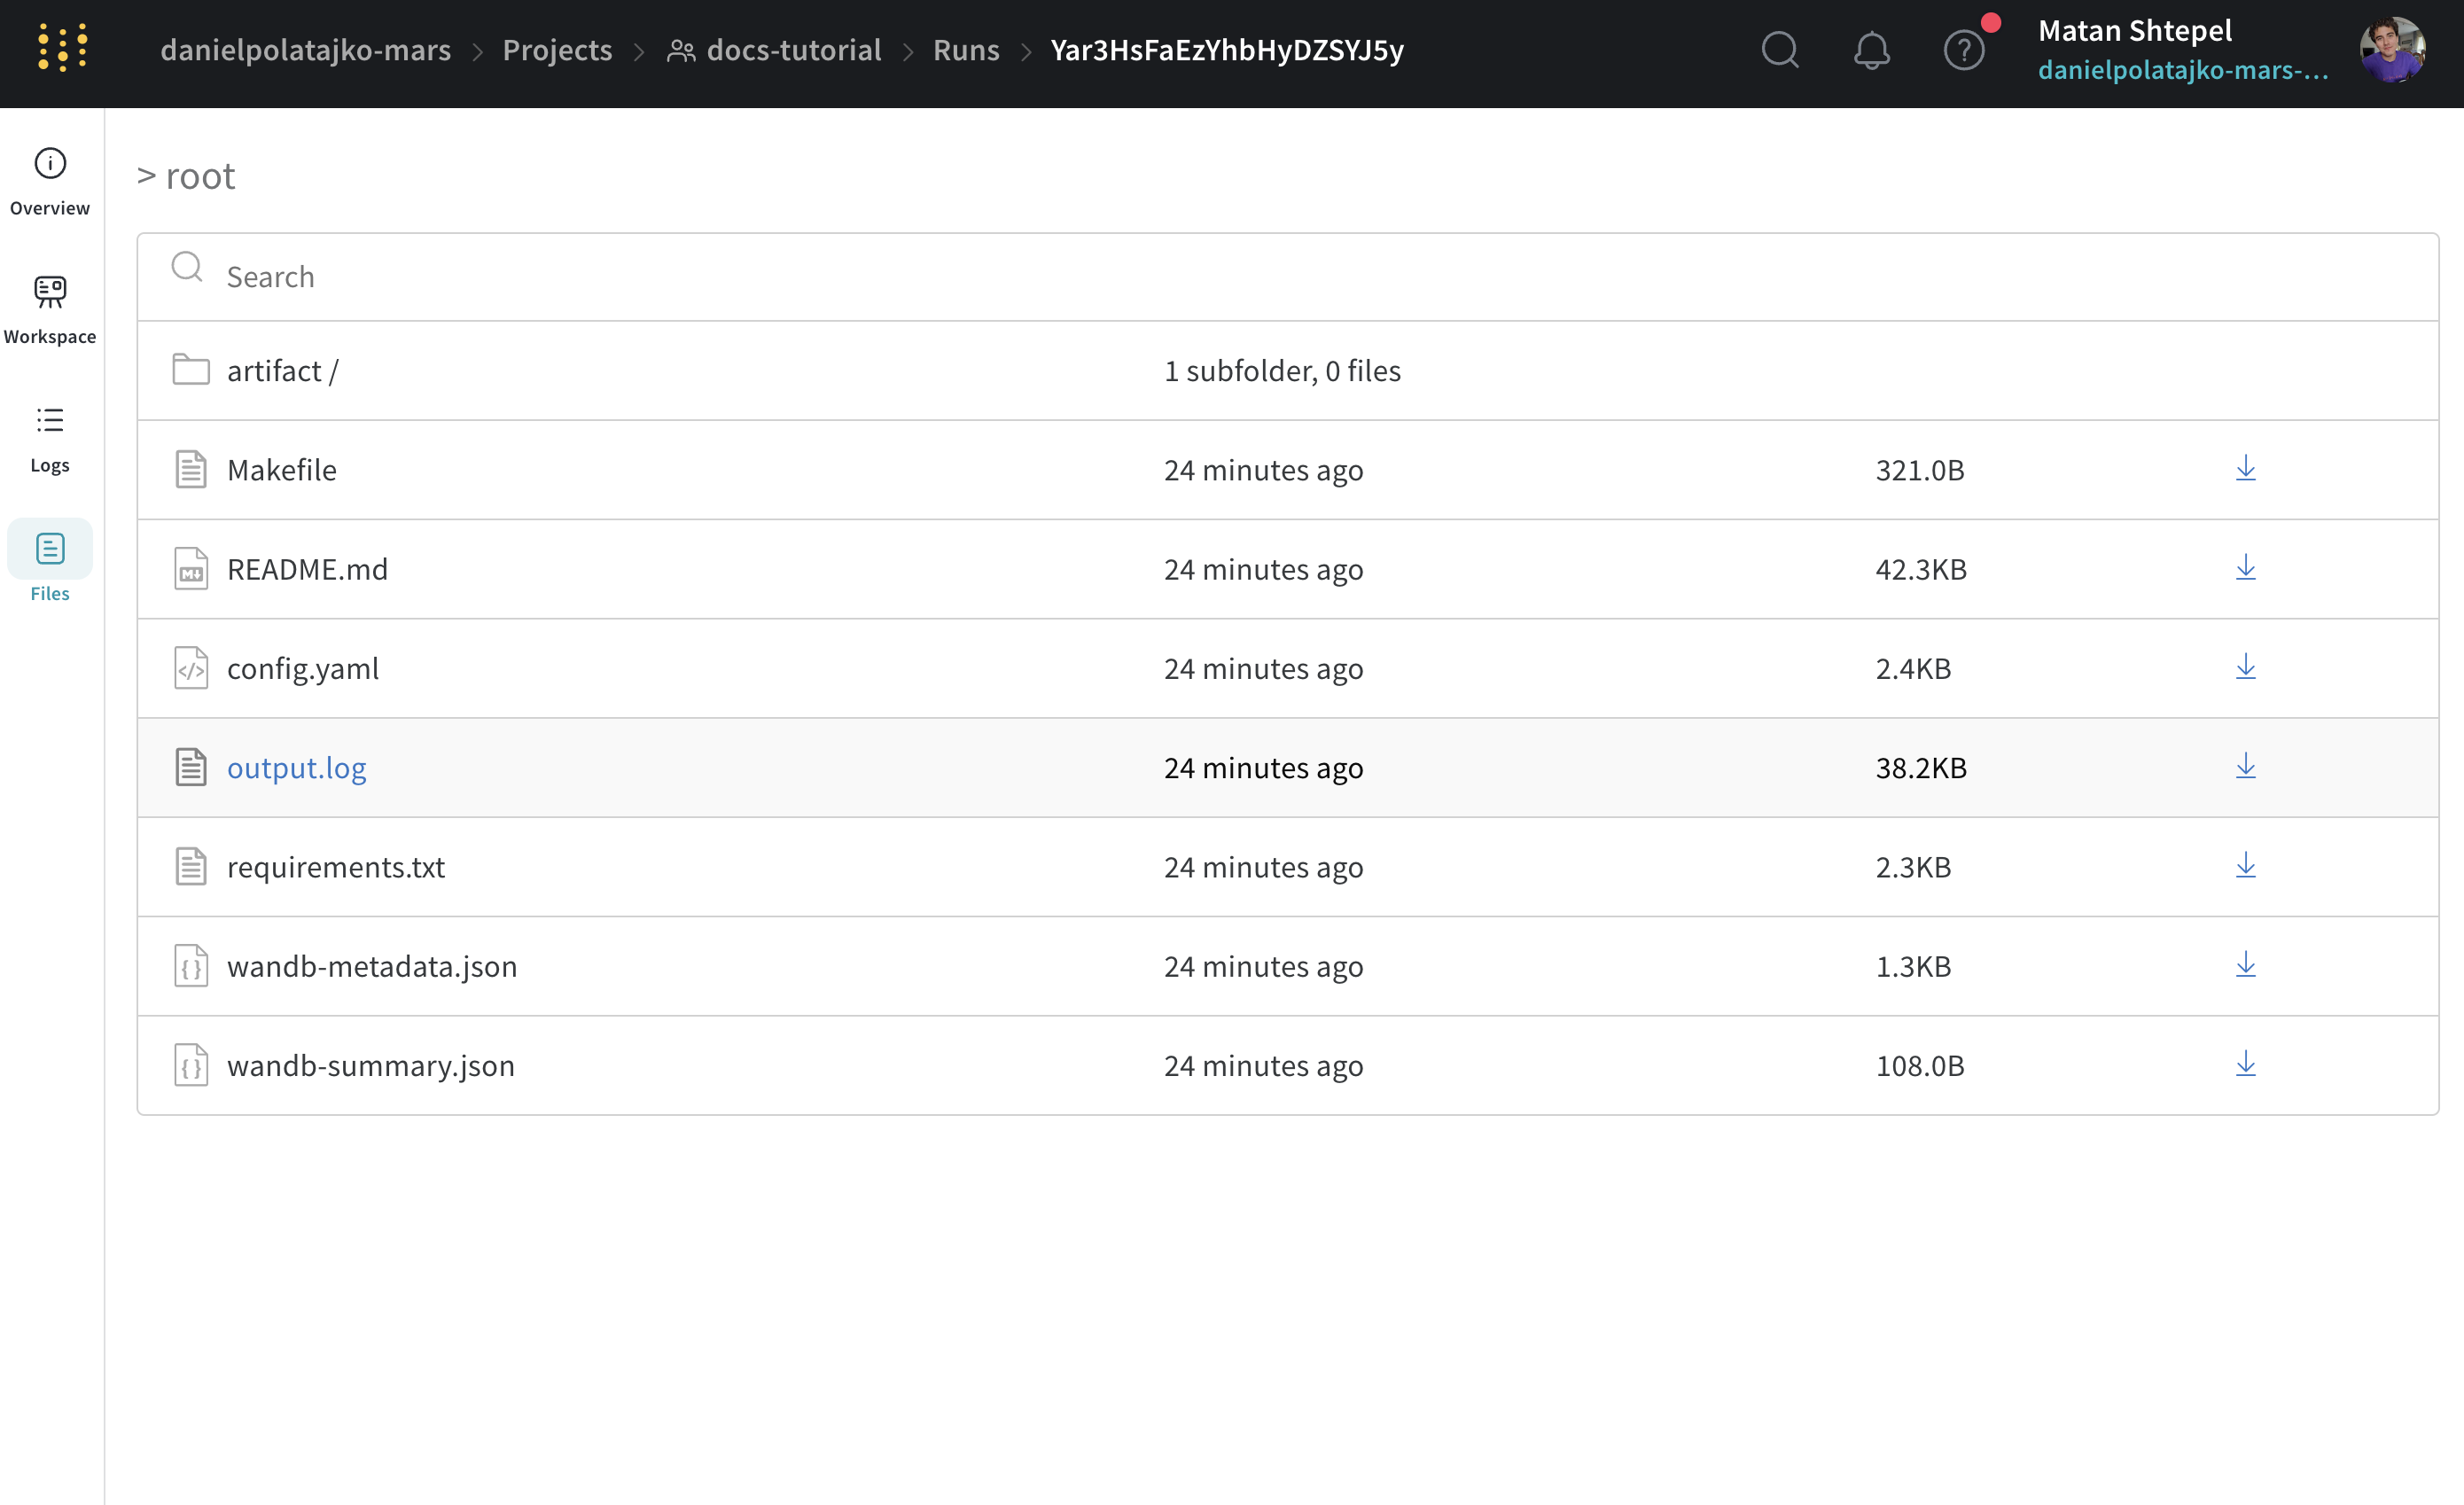 danielpolatajko-mars > Projects > docs-tutorial > Runs > Yar3HsFaEzYhbHyDZSYJ5y
Matan Shtepel
danielpolatajko-mars-...
Overview
Workspace
Logs
Files
> root
Search
artifact / 1 subfolder, 0 files
Makefile 24 minutes ago 321.0B
README.md 24 minutes ago 42.3KB
config.yaml 24 minutes ago 2.4KB
output.log 24 minutes ago 38.2KB
requirements.txt 24 minutes ago 2.3KB
wandb-metadata.json 24 minutes ago 1.3KB
wandb-summary.json 24 minutes ago 108.0B